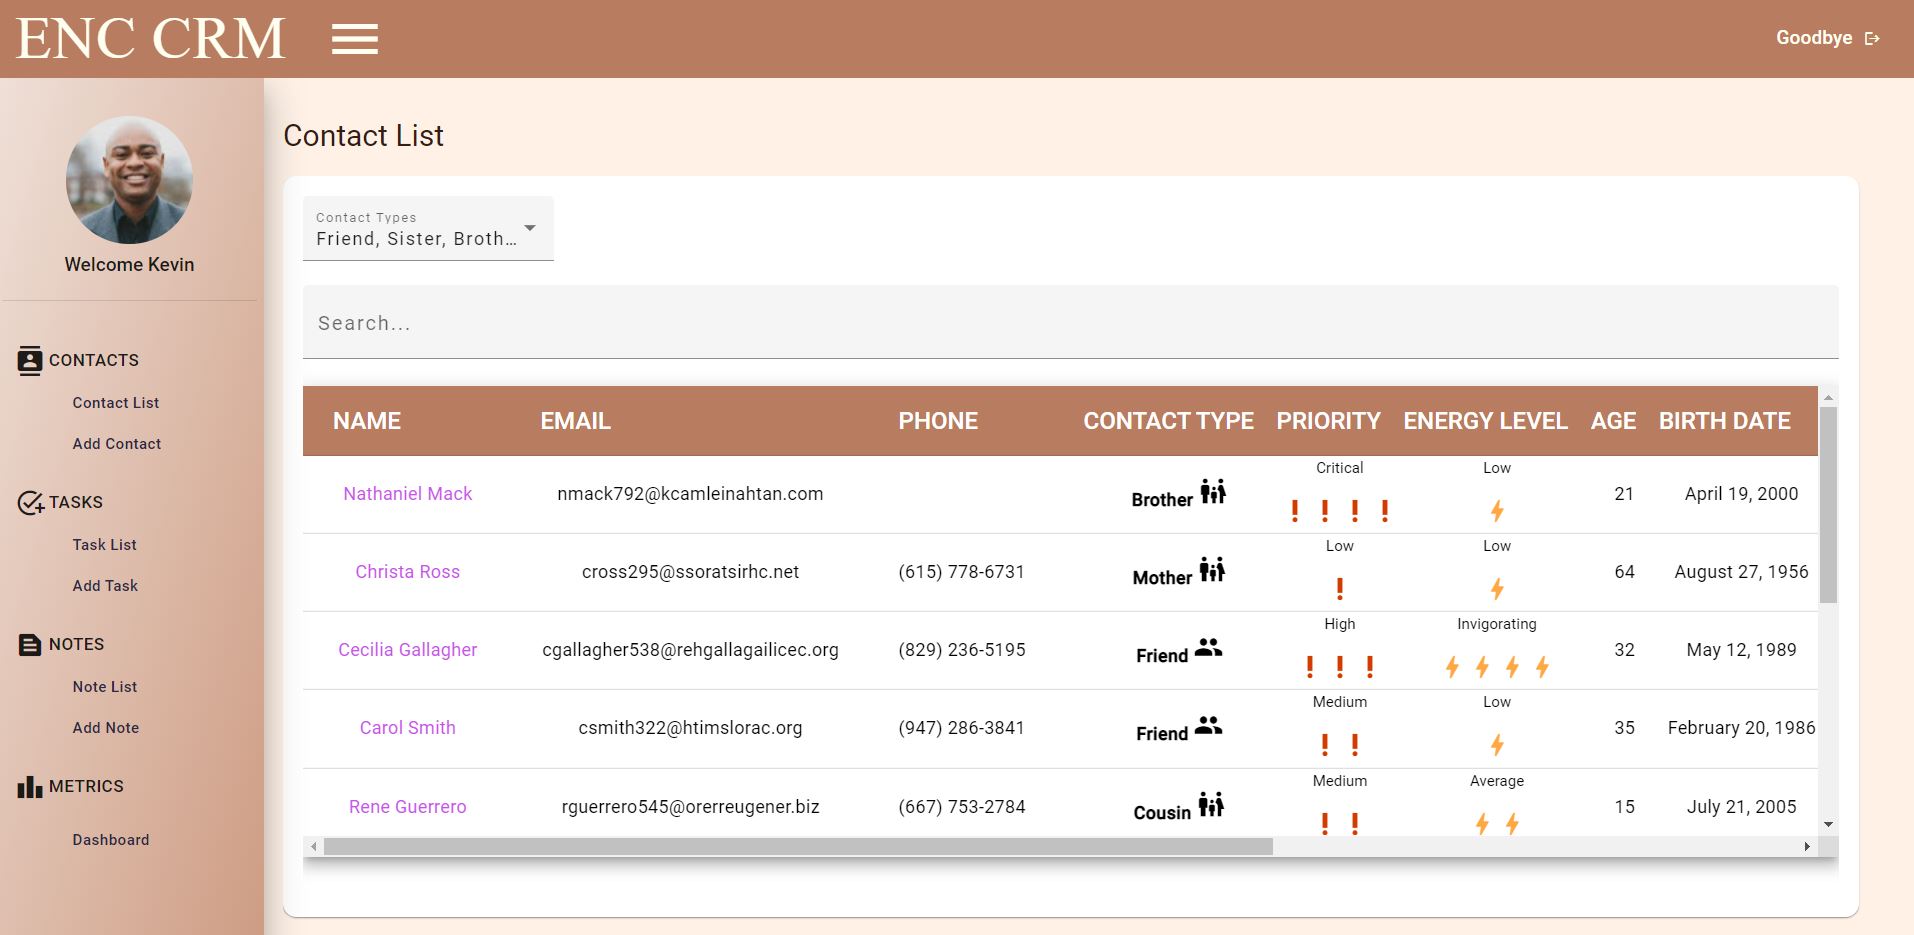 ENC CRM
Goodbye
Welcome Kevin
CONTACTS
Contact List
Add Contact
TASKS
Task List
Add Task
NOTES
Note List
Add Note
METRICS
Dashboard
Contact List
Contact Types
Friend, Sister, Broth...
Search...
NAME EMAIL PHONE CONTACT TYPE PRIORITY ENERGY LEVEL AGE BIRTH DATE
Nathaniel Mack nmack792@kcamleinahtan.com Brother Critical Low 21 April 19, 2000
Christa Ross cross295@ssoratsirhc.net (615) 778-6731 Mother Low Low 64 August 27, 1956
Cecilia Gallagher cgallagher538@rehgallagailicec.org (829) 236-5195 Friend High Invigorating 32 May 12, 1989
Carol Smith csmith322@htimslorac.org (947) 286-3841 Friend Medium Low 35 February 20, 1986
Rene Guerrero rguerrero545@orerreugener.biz (667) 753-2784 Cousin Medium Average 15 July 21, 2005